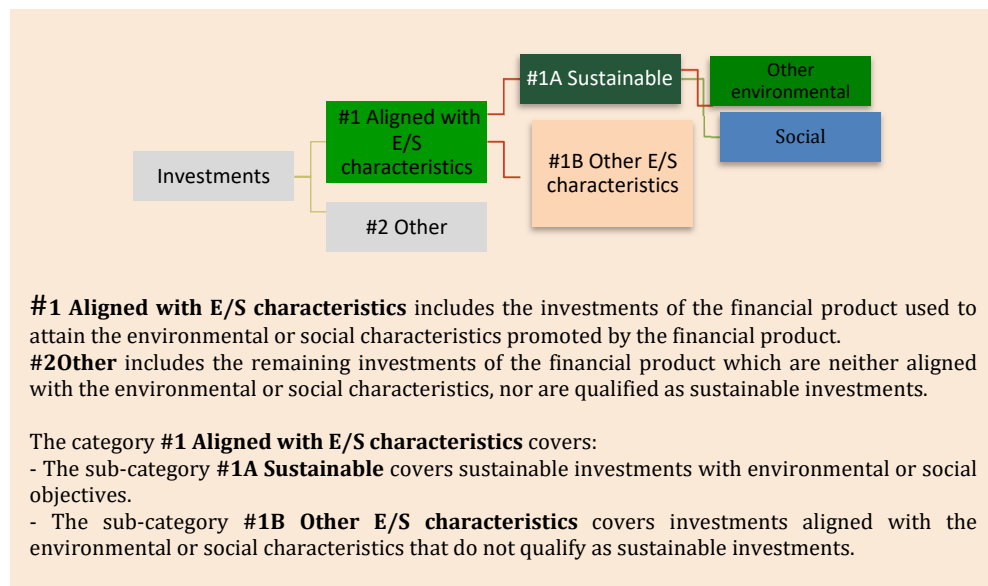 #1A Sustainable
Other
environmental
#1 Aligned with
E/S
characteristics
Social
#1B Other E/S
characteristics
Investments
#2 Other
#1 Aligned with E/S characteristics includes the investments of the financial product used to
attain the environmental or social characteristics promoted by the financial product.
#2Other includes the remaining investments of the financial product which are neither aligned
with the environmental or social characteristics, nor are qualified as sustainable investments.
The category #1 Aligned with E/S characteristics covers:
- The sub-category #1A Sustainable covers sustainable investments with environmental or social
objectives.
- The sub-category #1B Other E/S characteristics covers investments aligned with the
environmental or social characteristics that do not qualify as sustainable investments.